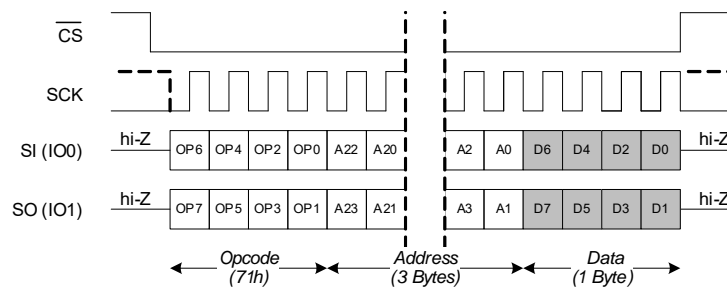 CS
SCK
SI (IO0) hi-Z OP6 OP4 OP2 OP0 A22 A20 A2 A0 D6 D4 D2 D0 hi-Z
SO (IO1) hi-Z OP7 OP5 OP3 OP1 A23 A21 A3 A1 D7 D5 D3 D1 hi-Z
Opcode Address Data
(71h) (3 Bytes) (1 Byte)